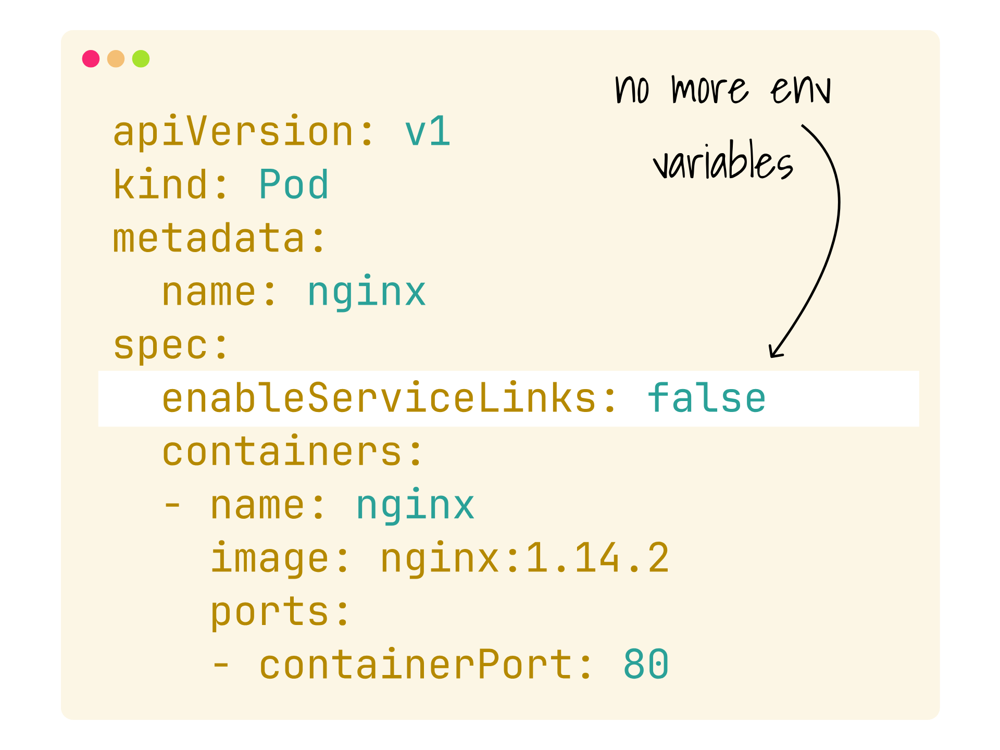 no more env
variables
apiVersion: v1
kind: Pod
metadata:
  name: nginx
spec:
  enableServiceLinks: false
  containers:
  - name: nginx
    image: nginx:1.14.2
    ports:
    - containerPort: 80